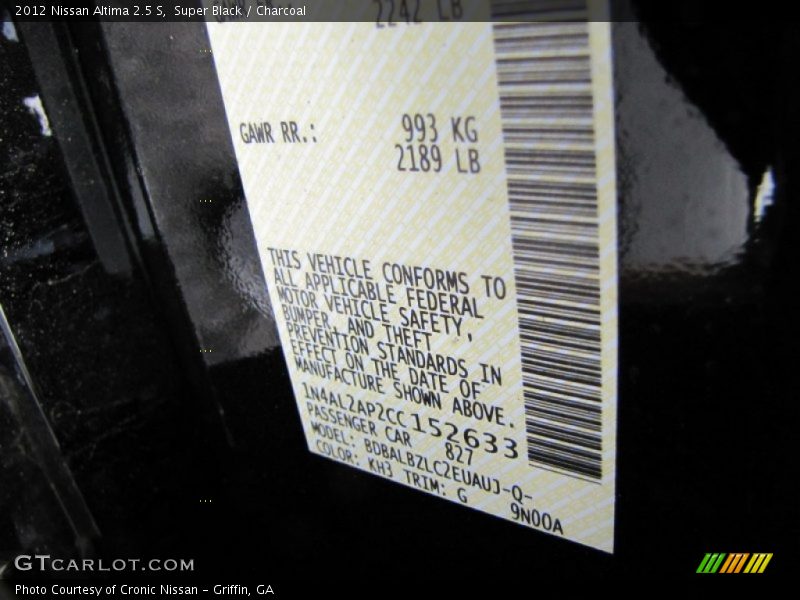 2012 Nissan Altima 2.5 S, Super Black / Charcoal
2242 LB
GAWR RR.: 993 KG
2189 LB
THIS VEHICLE CONFORMS TO
ALL APPLICABLE FEDERAL
MOTOR VEHICLE SAFETY,
BUMPER, AND THEFT
PREVENTION STANDARDS IN
EFFECT ON THE DATE OF
MANUFACTURE SHOWN ABOVE.
1N4AL2AP2CC152633
PASSENGER CAR 827
MODEL: BDBALBZLC2EUAUJ-Q-
COLOR: KH3 TRIM: G 9N00A
GTCARLOT.COM
Photo Courtesy of Cronic Nissan - Griffin, GA